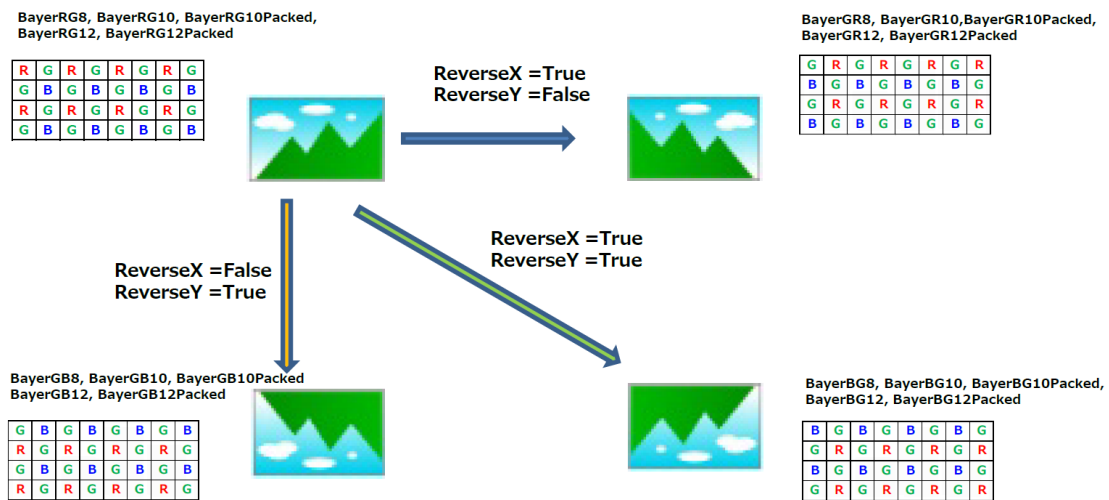 BayerRG8, BayerRG10, BayerRG10Packed,
BayerRG12, BayerRG12Packed
R G R G R G R G
G B G B G B G B
R G R G R G R G
G B G B G B G B
ReverseX =True
ReverseY =False
BayerGR8, BayerGR10,BayerGR10Packed,
BayerGR12, BayerGR12Packed
G R G R G R G R
B G B G B G B G
G R G R G R G R
B G B G B G B G
ReverseX =False
ReverseY =True
ReverseX =True
ReverseY =True
BayerGB8, BayerGB10, BayerGB10Packed
BayerGB12, BayerGB12Packed
G B G B G B G B
R G R G R G R G
G B G B G B G B
R G R G R G R G
BayerBG8, BayerBG10, BayerBG10Packed,
BayerBG12, BayerBG12Packed
B G B G B G B G
G R G R G R G R
B G B G B G B G
G R G R G R G R